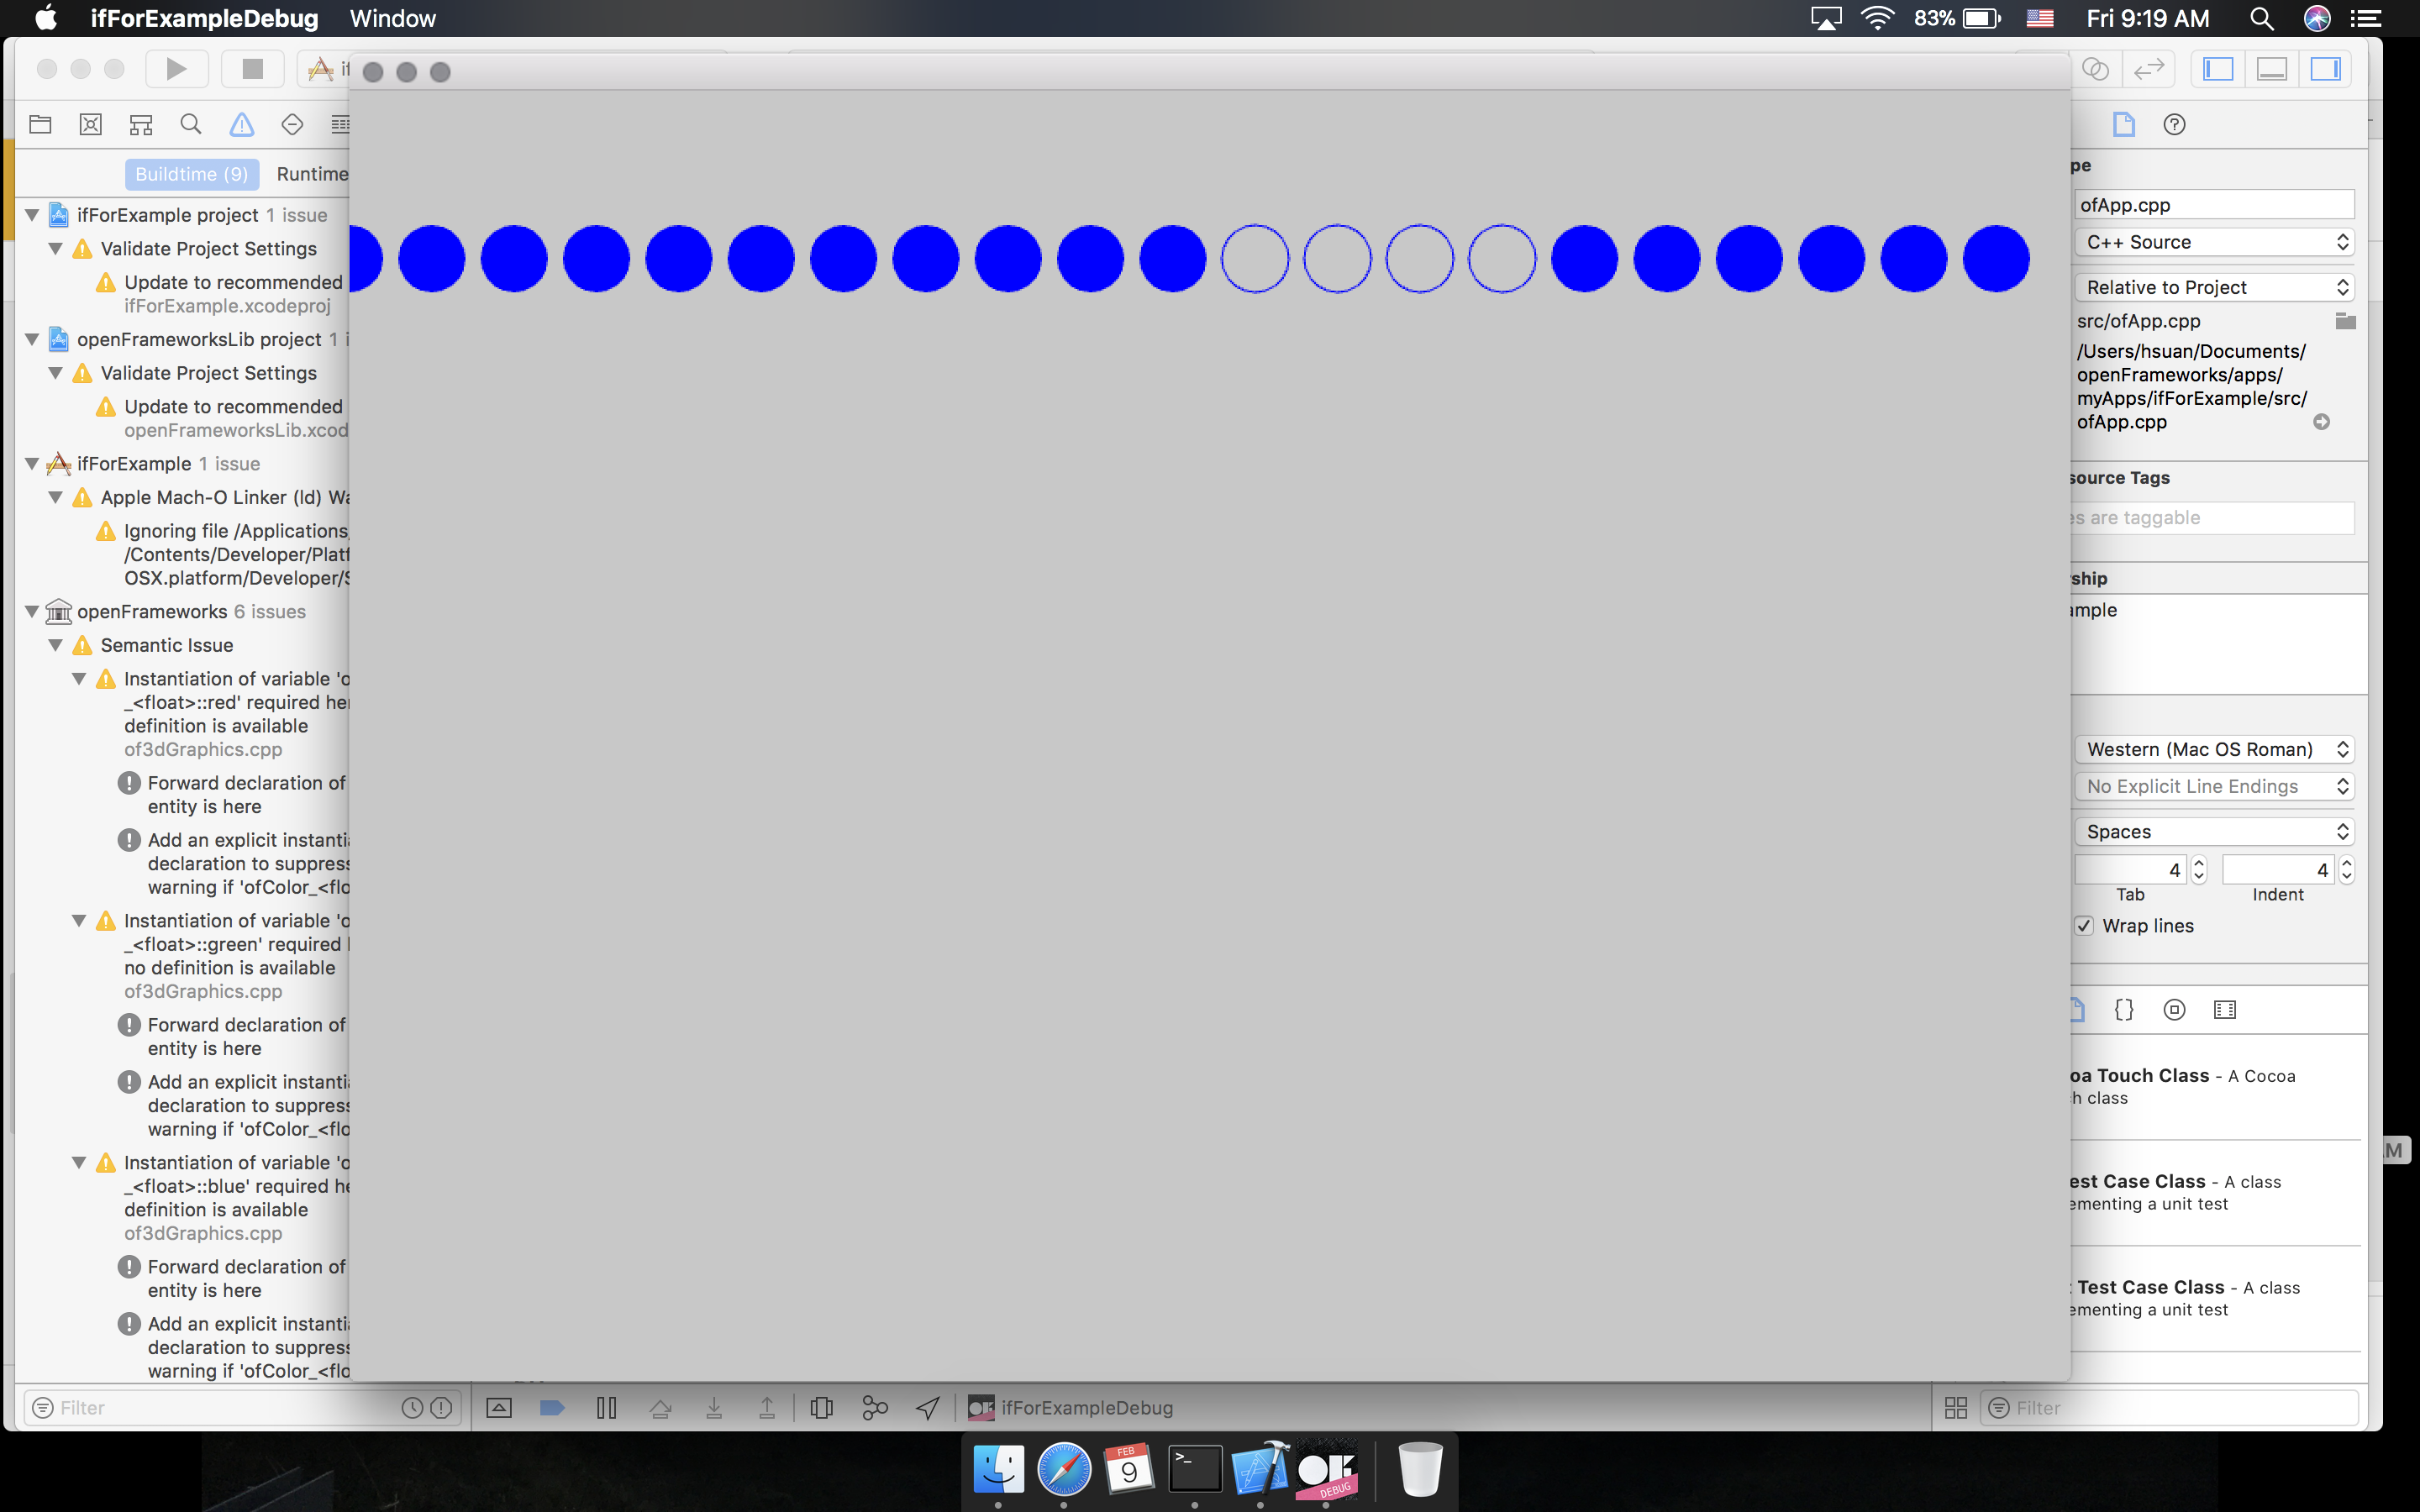 ifForExampleDebug Window 83% Fri 9:19 AM
Buildtime (9) Runtime
ifForExample project 1 issue
Validate Project Settings
Update to recommended
ifForExample.xcodeproj
openFrameworksLib project 1
Validate Project Settings
Update to recommended
openFrameworksLib.xcod
ifForExample 1 issue
Apple Mach-O Linker (ld) Wa
Ignoring file /Applications,
/Contents/Developer/Platf
OSX.platform/Developer/S
openFrameworks 6 issues
Semantic Issue
Instantiation of variable 'o
_<float>::red' required he
definition is available
of3dGraphics.cpp
Forward declaration of
entity is here
Add an explicit instantia
declaration to suppress
warning if 'ofColor_<flo
Instantiation of variable 'o
_<float>::green' required
no definition is available
of3dGraphics.cpp
Forward declaration of
entity is here
Add an explicit instantia
declaration to suppress
warning if 'ofColor_<flo
Instantiation of variable 'o
_<float>::blue' required he
definition is available
of3dGraphics.cpp
Forward declaration of
entity is here
Add an explicit instantia
declaration to suppress
warning if 'ofColor_<flo
Filter
ifForExampleDebug
pe
ofApp.cpp
C++ Source
Relative to Project
src/ofApp.cpp
/Users/hsuan/Documents/
openFrameworks/apps/
myApps/ifForExample/src/
ofApp.cpp
source Tags
es are taggable
ship
ample
Western (Mac OS Roman)
No Explicit Line Endings
Spaces
4 4
Tab Indent
Wrap lines
{}
oa Touch Class - A Cocoa
h class
est Case Class - A class
ementing a unit test
Test Case Class - A class
ementing a unit test
Filter
AM
FEB
9
>_
OF
DEBUG